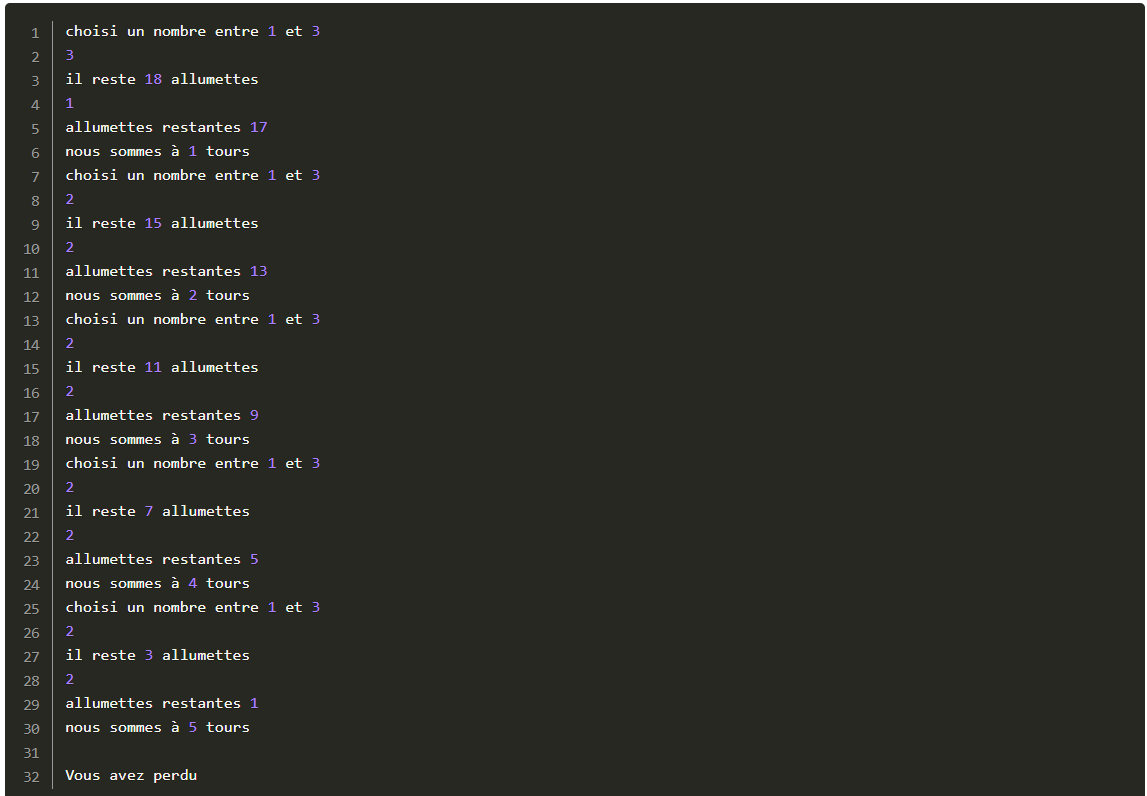 1 choisi un nombre entre 1 et 3
2 3
3 il reste 18 allumettes
4 1
5 allumettes restantes 17
6 nous sommes à 1 tours
7 choisi un nombre entre 1 et 3
8 2
9 il reste 15 allumettes
10 2
11 allumettes restantes 13
12 nous sommes à 2 tours
13 choisi un nombre entre 1 et 3
14 2
15 il reste 11 allumettes
16 2
17 allumettes restantes 9
18 nous sommes à 3 tours
19 choisi un nombre entre 1 et 3
20 2
21 il reste 7 allumettes
22 2
23 allumettes restantes 5
24 nous sommes à 4 tours
25 choisi un nombre entre 1 et 3
26 2
27 il reste 3 allumettes
28 2
29 allumettes restantes 1
30 nous sommes à 5 tours
31
32 Vous avez perdu